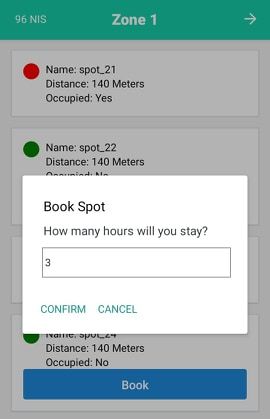 96 NIS
Zone 1
Name: spot_21
Distance: 140 Meters
Occupied: Yes
Name: spot_22
Distance: 140 Meters
Occupied: No
Book Spot
How many hours will you stay?
3
CONFIRM CANCEL
Name: spot_24
Distance: 140 Meters
Occupied: No
Book